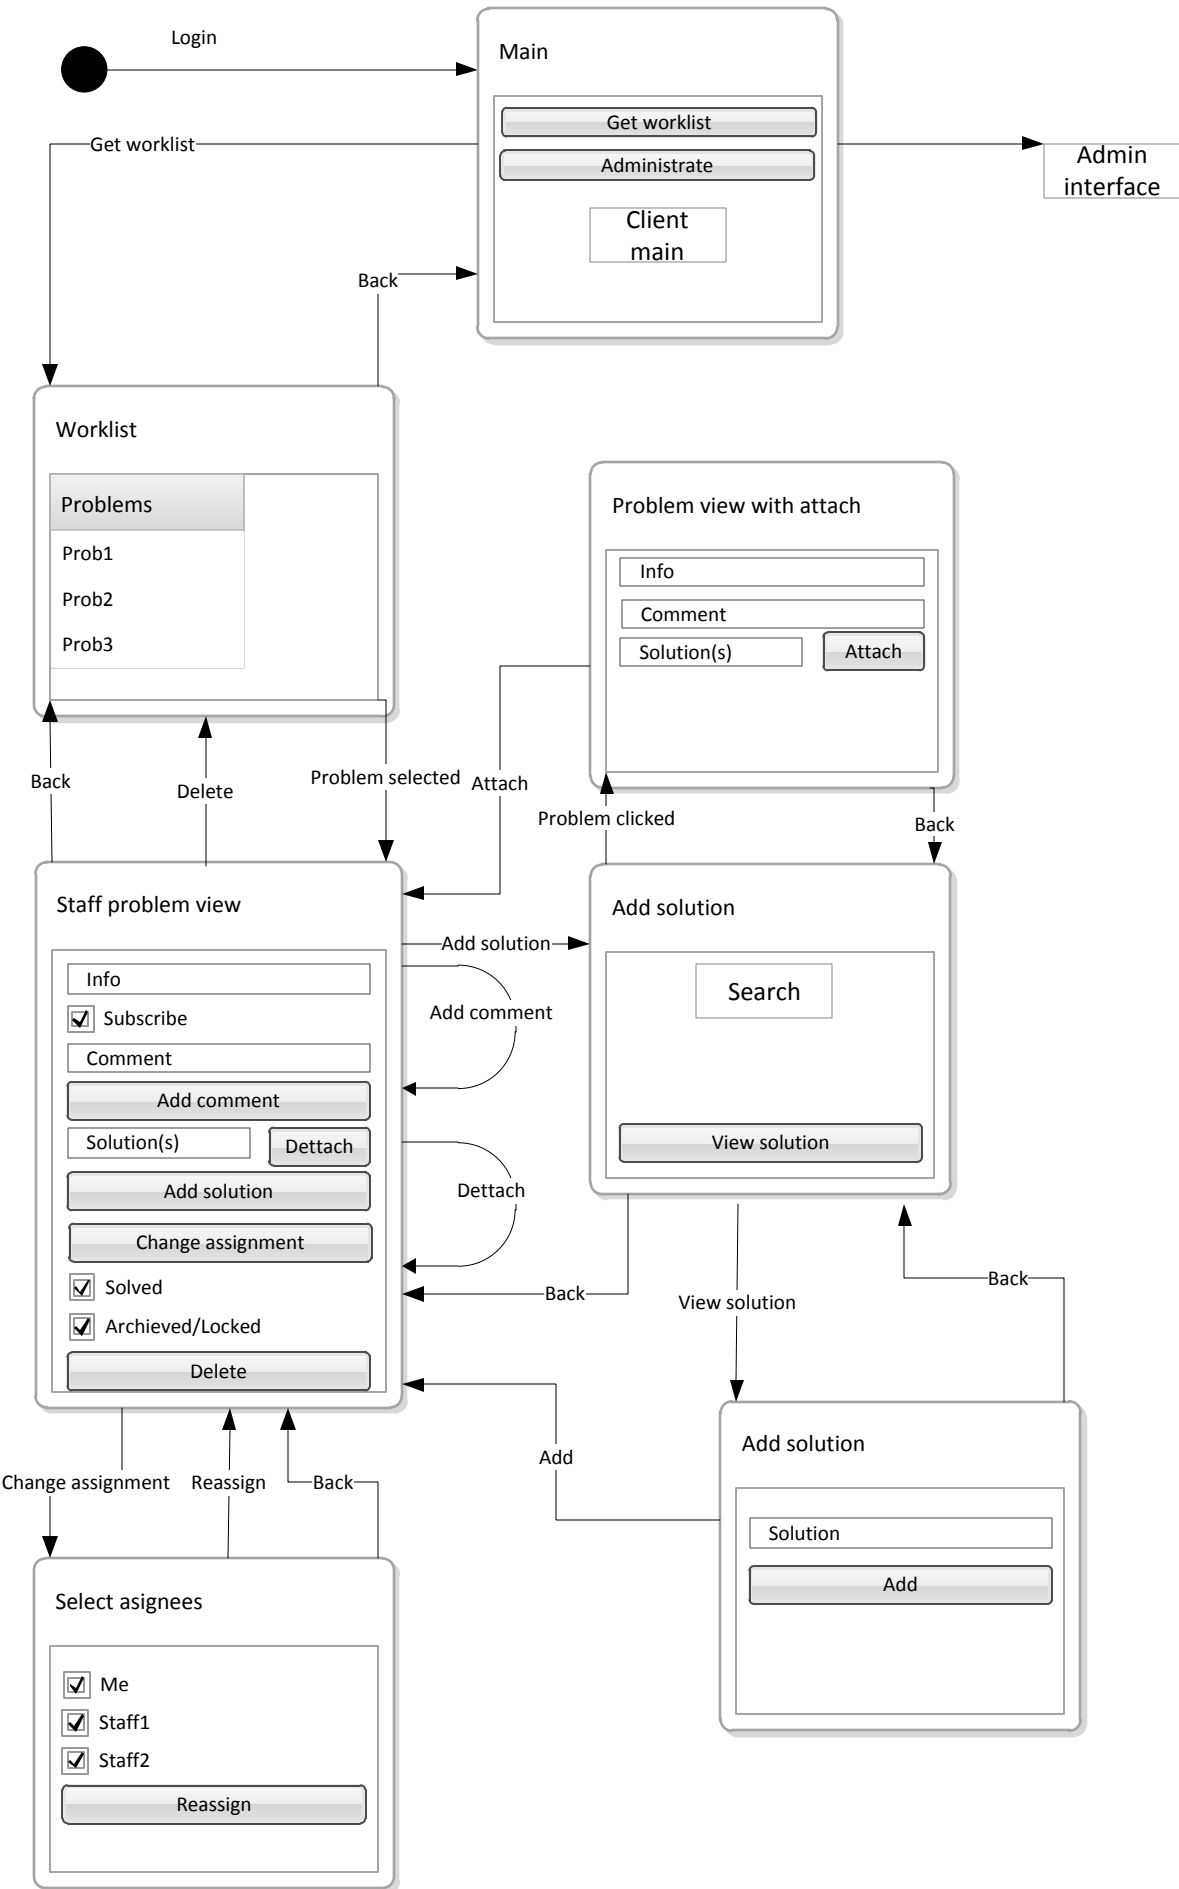 Login
Main
Get worklist
Administrate
Client
main
Get worklist
Admin
interface
Back
Worklist
Problems
Prob1
Prob2
Prob3
Problem view with attach
Info
Comment
Solution(s)
Attach
Back
Delete
Problem selected
Attach
Problem clicked
Back
Staff problem view
Info
Subscribe
Comment
Add comment
Solution(s)
Dettach
Add solution
Change assignment
Solved
Archieved/Locked
Delete
Add solution
Add comment
Dettach
Back
Add solution
Search
View solution
View solution
Back
Add
Add solution
Solution
Add
Change assignment
Reassign
Back
Select asignees
Me
Staff1
Staff2
Reassign